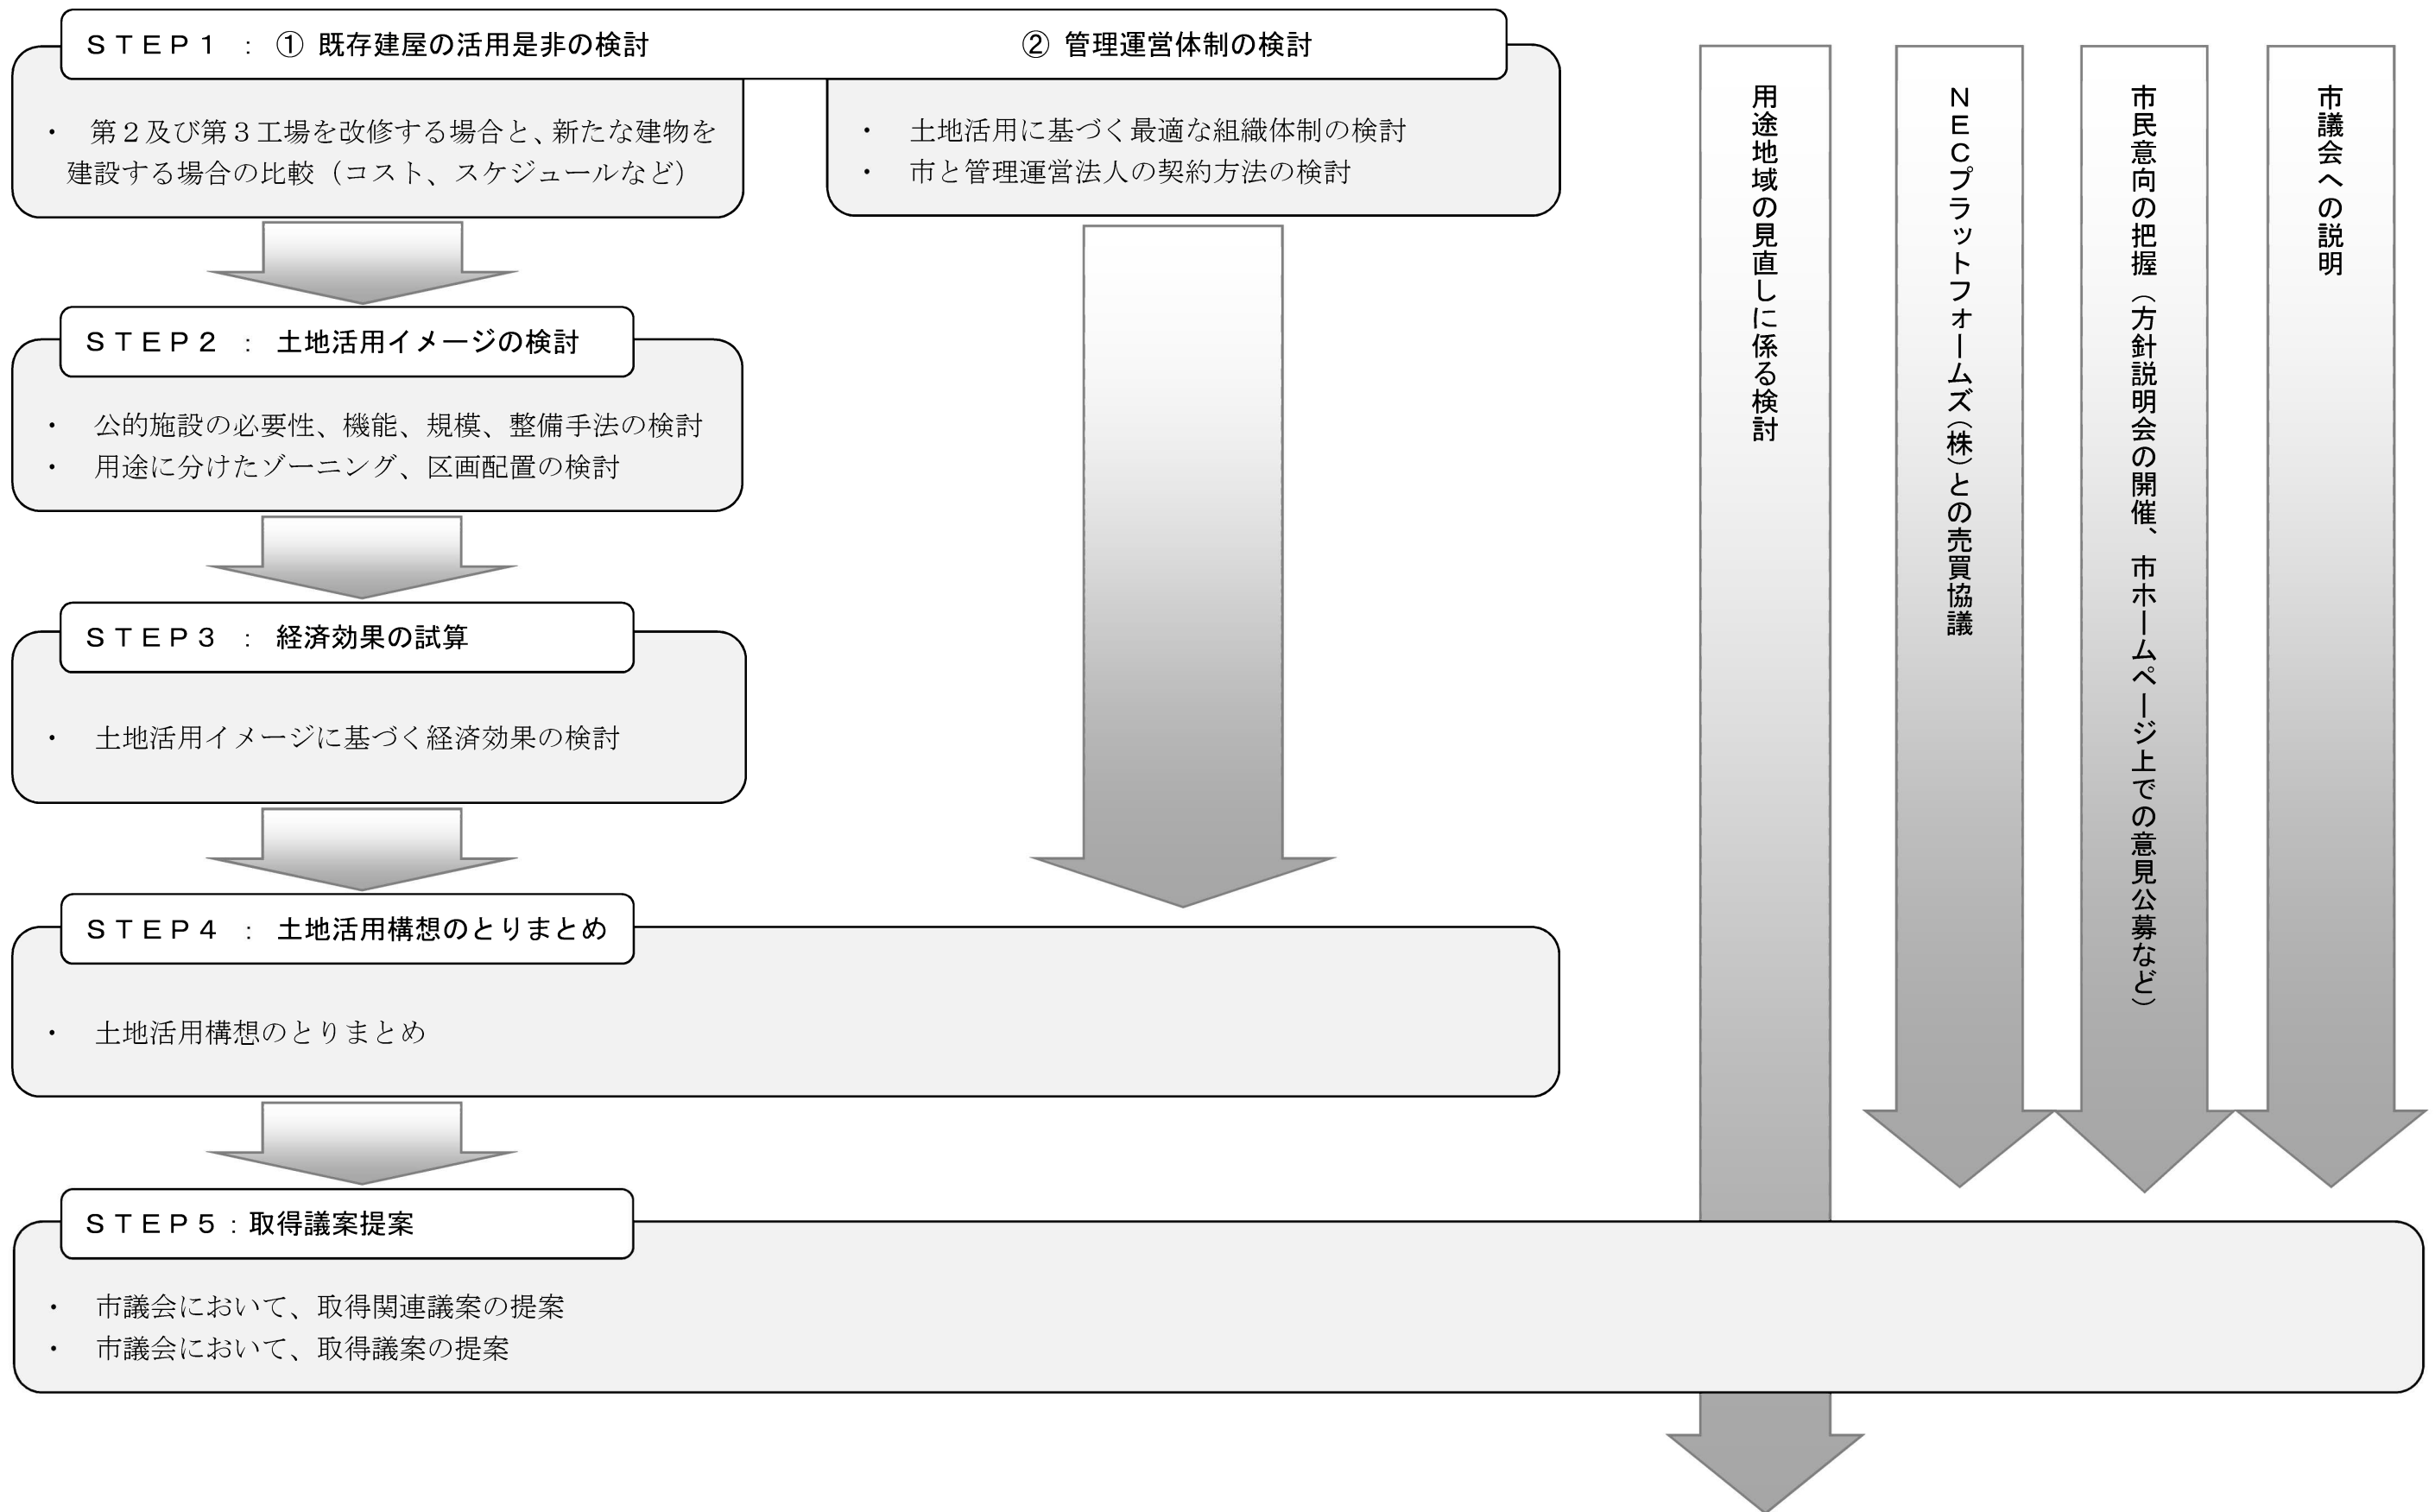 ＳＴＥＰ１　：　① 既存建屋の活用是非の検討　　② 管理運営体制の検討
・　第２及び第３工場を改修する場合と、新たな建物を
建設する場合の比較（コスト、スケジュールなど）
・　土地活用に基づく最適な組織体制の検討
・　市と管理運営法人の契約方法の検討
ＳＴＥＰ２　：　土地活用イメージの検討
・　公的施設の必要性、機能、規模、整備手法の検討
・　用途に分けたゾーニング、区画配置の検討
ＳＴＥＰ３　：　経済効果の試算
・　土地活用イメージに基づく経済効果の検討
ＳＴＥＰ４　：　土地活用構想のとりまとめ
・　土地活用構想のとりまとめ
ＳＴＥＰ５：取得議案提案
・　市議会において、取得関連議案の提案
・　市議会において、取得議案の提案
用途地域の見直しに係る検討
ＮＥＣプラットフォームズ（株）との売買協議
市民意向の把握（方針説明会の開催、市ホームページ上での意見公募など）
市議会への説明